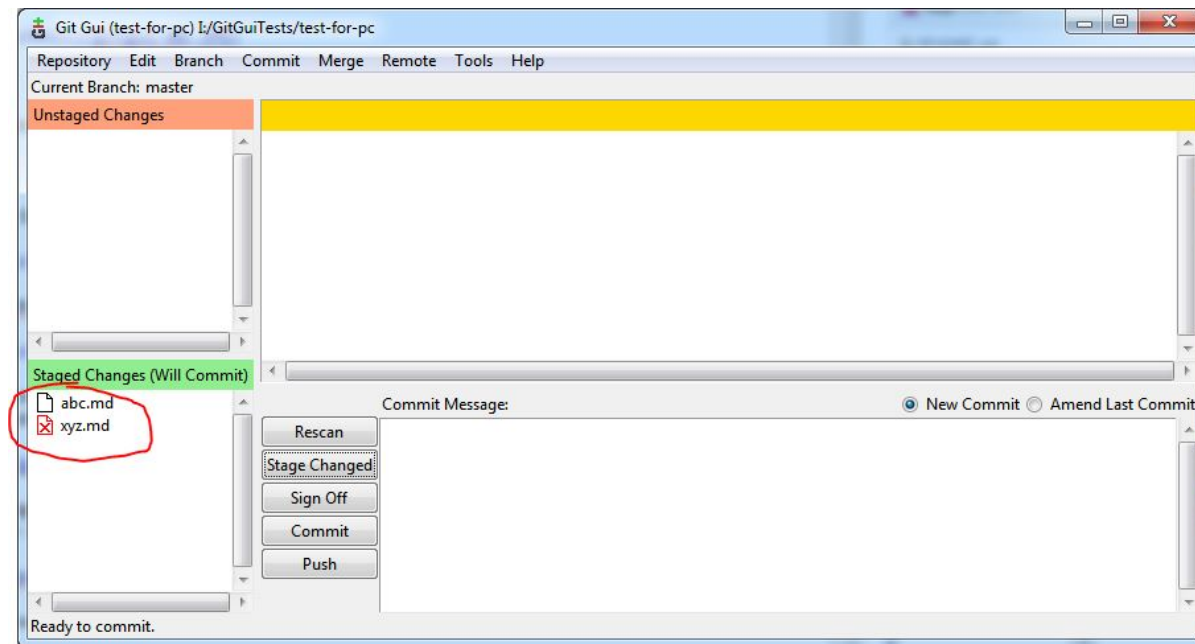 Git Gui (test-for-pc) I:/GitGuiTests/test-for-pc
Repository Edit Branch Commit Merge Remote Tools Help
Current Branch: master
Unstaged Changes
Staged Changes (Will Commit)
abc.md
xyz.md
Commit Message:
New Commit Amend Last Commit
Rescan
Stage Changed
Sign Off
Commit
Push
Ready to commit.